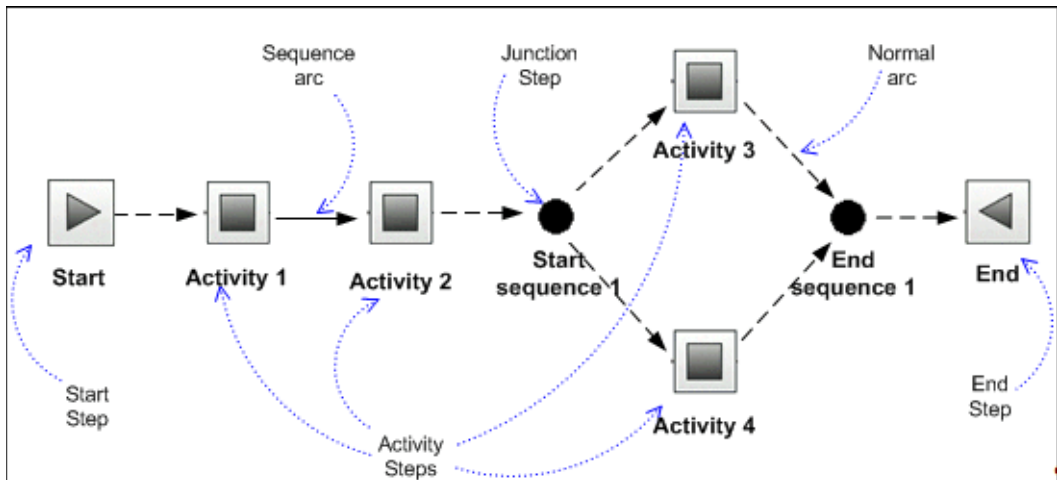 Sequence
arc
Junction
Step
Normal
arc
Activity 3
Start
Activity 1
Activity 2
Start
sequence 1
End
sequence 1
End
Start
Step
Activity
Steps
Activity 4
End
Step